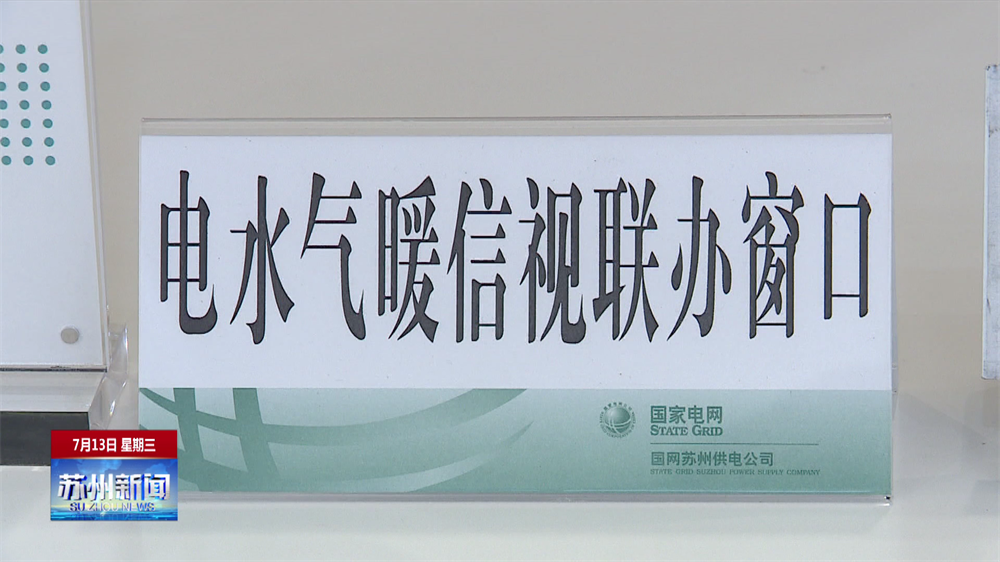 电水气暖信视联办窗口
国家电网
STATE GRID
国网苏州供电公司
STATE GRID SUZHOU POWER SUPPLY COMPANY
7月13日 星期三
苏州新闻
SUZHOU NEWS